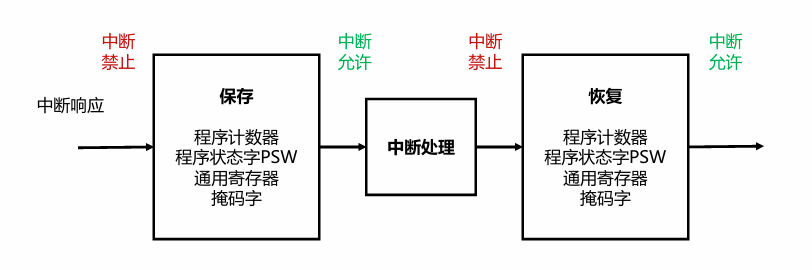 中断
禁止
中断
允许
中断
禁止
中断
允许
中断响应
保存
程序计数器
程序状态字PSW
通用寄存器
掩码字
中断处理
恢复
程序计数器
程序状态字PSW
通用寄存器
掩码字